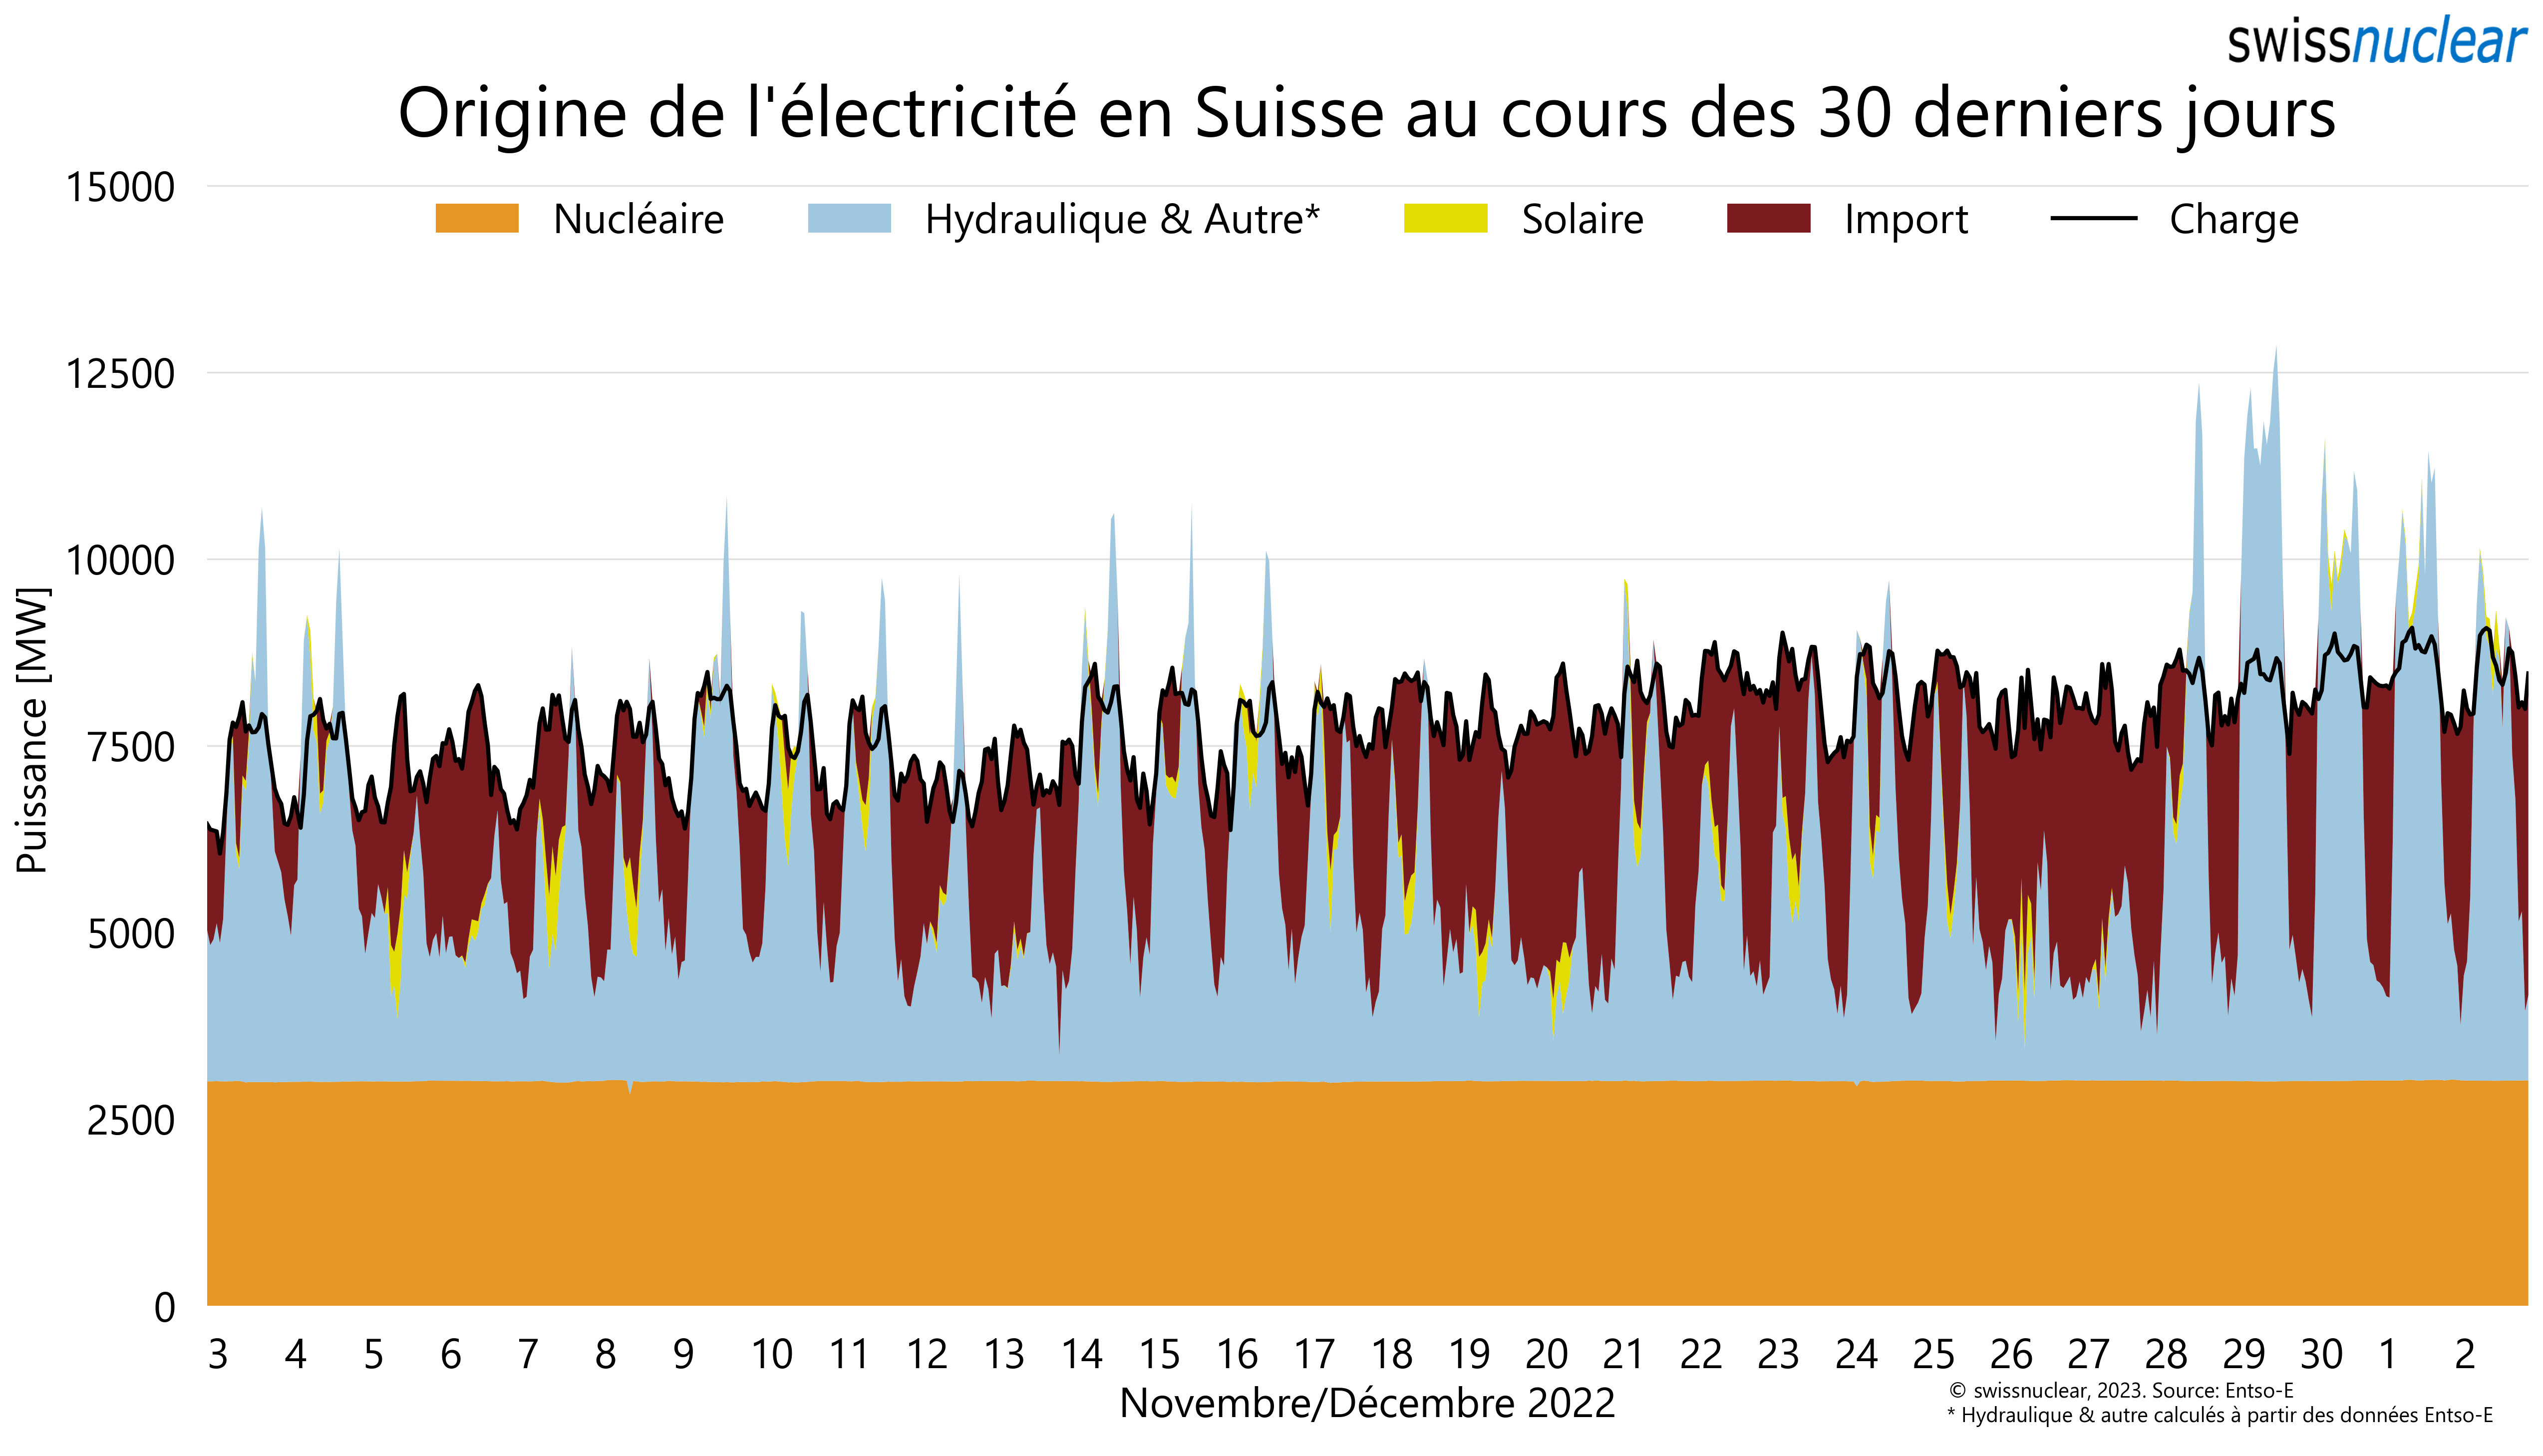 swissnuclear
Origine de l'électricité en Suisse au cours des 30 derniers jours
15000
Nucléaire Hydraulique & Autre* Solaire Import Charge
12500
10000
7500
5000
2500
0
Puissance [MW]
3 4 5 6 7 8 9 10 11 12 13 14 15 16 17 18 19 20 21 22 23 24 25 26 27 28 29 30 1 2
Novembre/Décembre 2022
© swissnuclear, 2023. Source: Entso-E
* Hydraulique & autre calculés à partir des données Entso-E